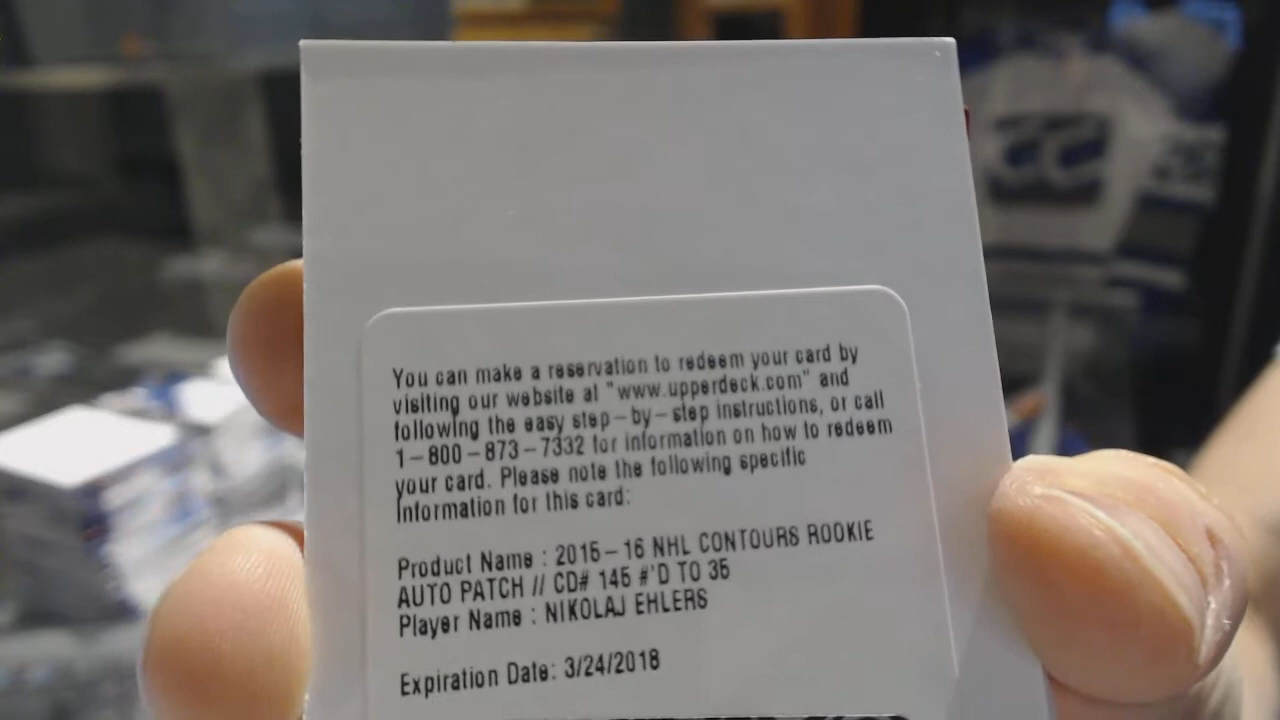 You can make a reservation to redeem your card by
visiting our website at "www.upperdeck.com" and
following the easy step-by-step instructions, or call
1-800-873-7332 for information on how to redeem
your card. Please note the following specific
information for this card:
Product Name : 2015-16 NHL CONTOURS ROOKIE
AUTO PATCH // CD# 145 #'D TO 35
Player Name : NIKOLAJ EHLERS
Expiration Date: 3/24/2018